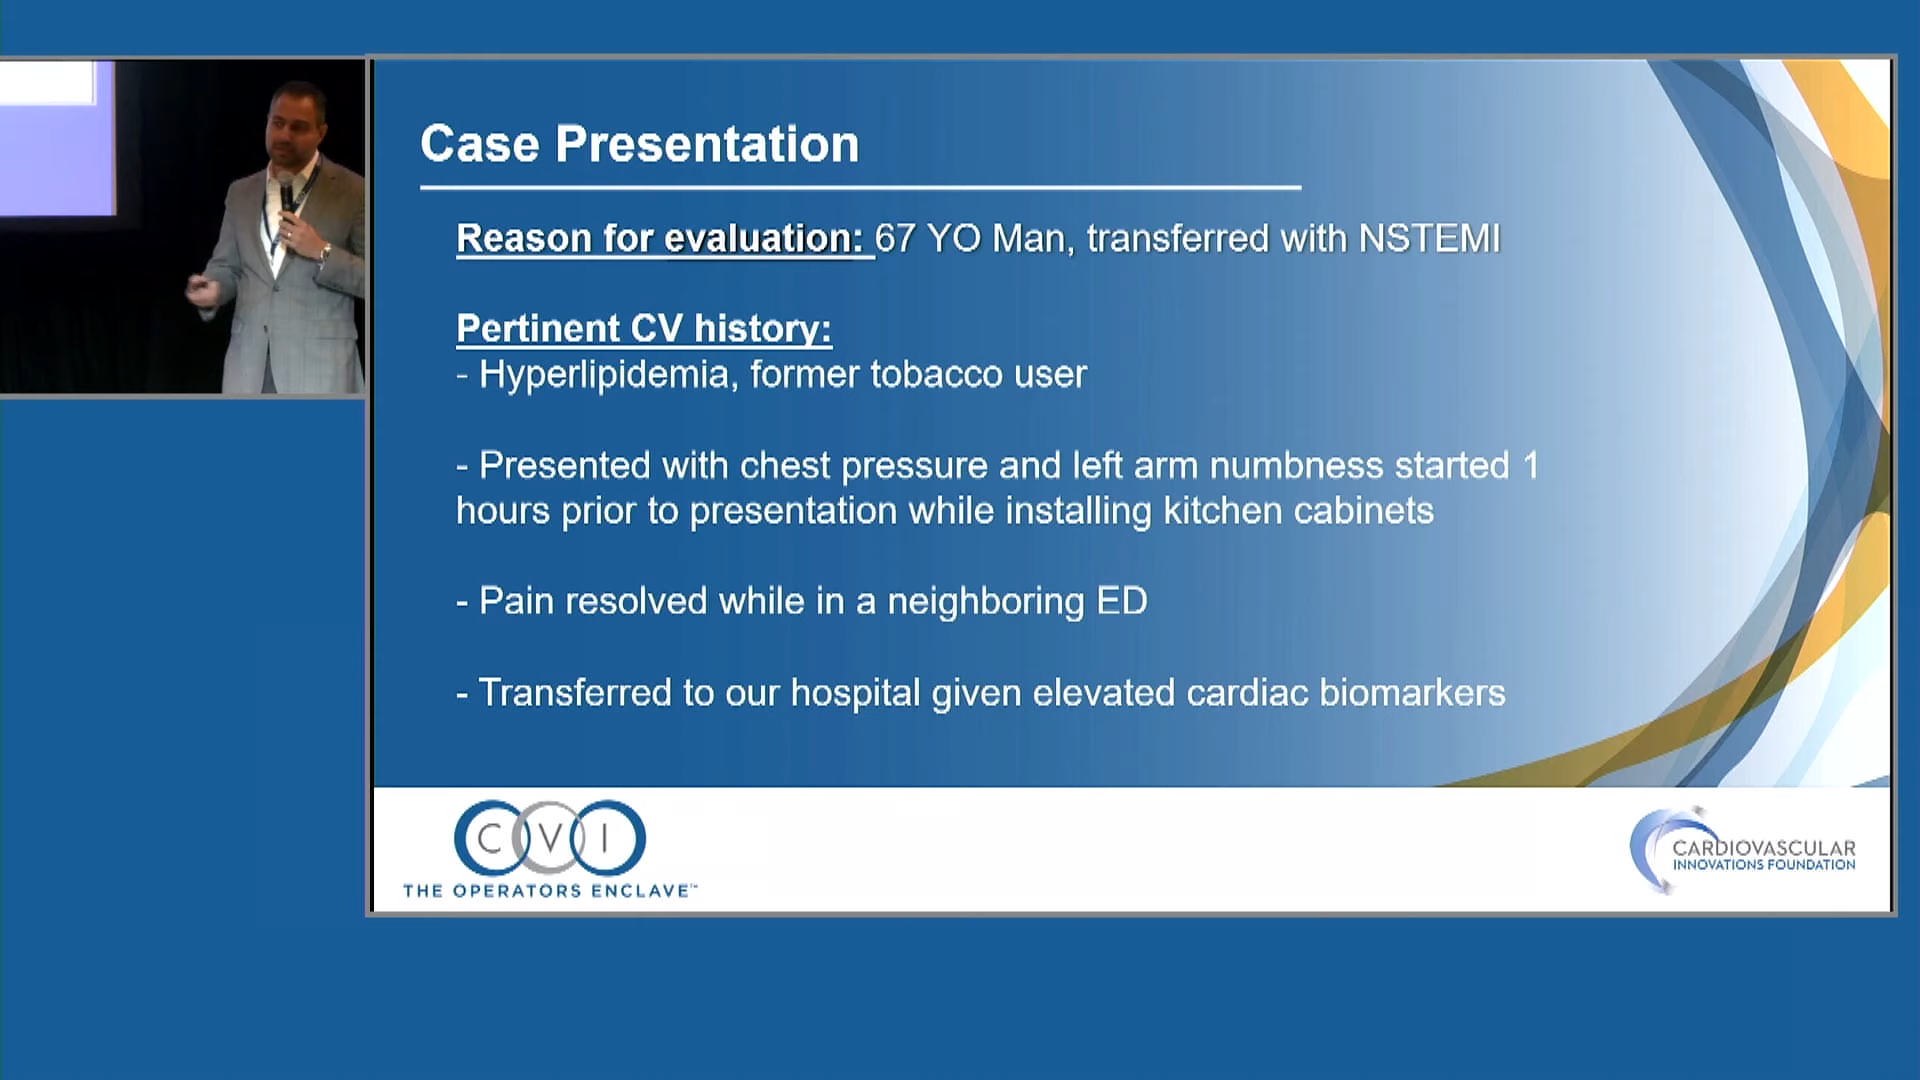 Case Presentation
Reason for evaluation: 67 YO Man, transferred with NSTEMI
Pertinent CV history:
- Hyperlipidemia, former tobacco user
- Presented with chest pressure and left arm numbness started 1
hours prior to presentation while installing kitchen cabinets
- Pain resolved while in a neighboring ED
- Transferred to our hospital given elevated cardiac biomarkers
CVI
THE OPERATORS ENCLAVE™
CARDIOVASCULAR
INNOVATIONS FOUNDATION